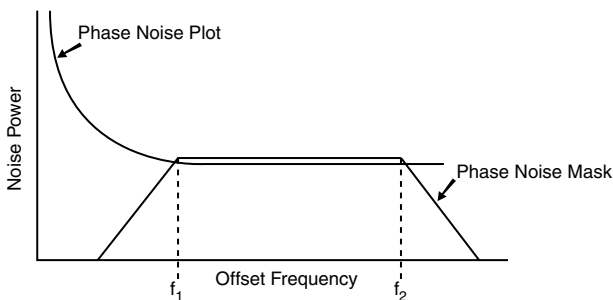 Phase Noise Plot
Noise Power
Phase Noise Mask
f1
Offset Frequency
f2